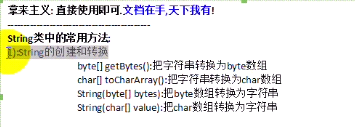 拿来主义: 直接使用即可.文档在手,天下我有!
----------------------------------------
String类中的常用方法:
①:String的创建和转换
byte[] getBytes():把字符串转换为byte数组
char[] toCharArray():把字符串转换为char数组
String(byte[] bytes):把byte数组转换为字符串
String(char[] value):把char数组转换为字符串